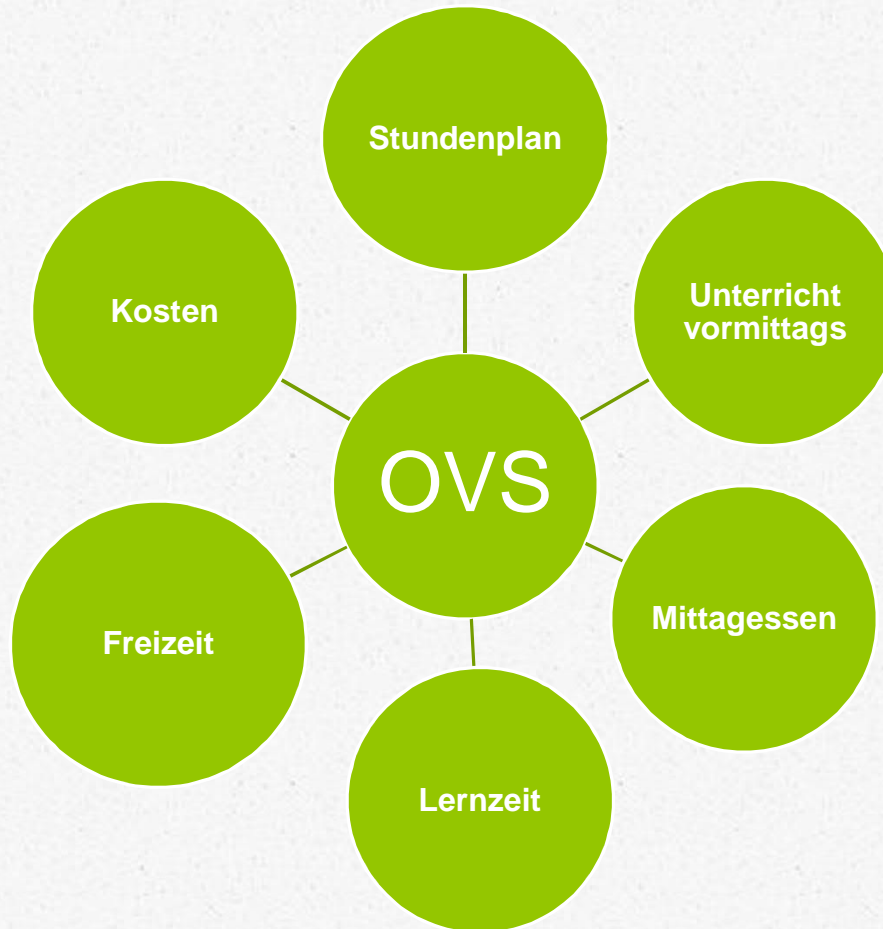 Stundenplan
Kosten
Unterricht
vormittags
OVS
Mittagessen
Freizeit
Lernzeit